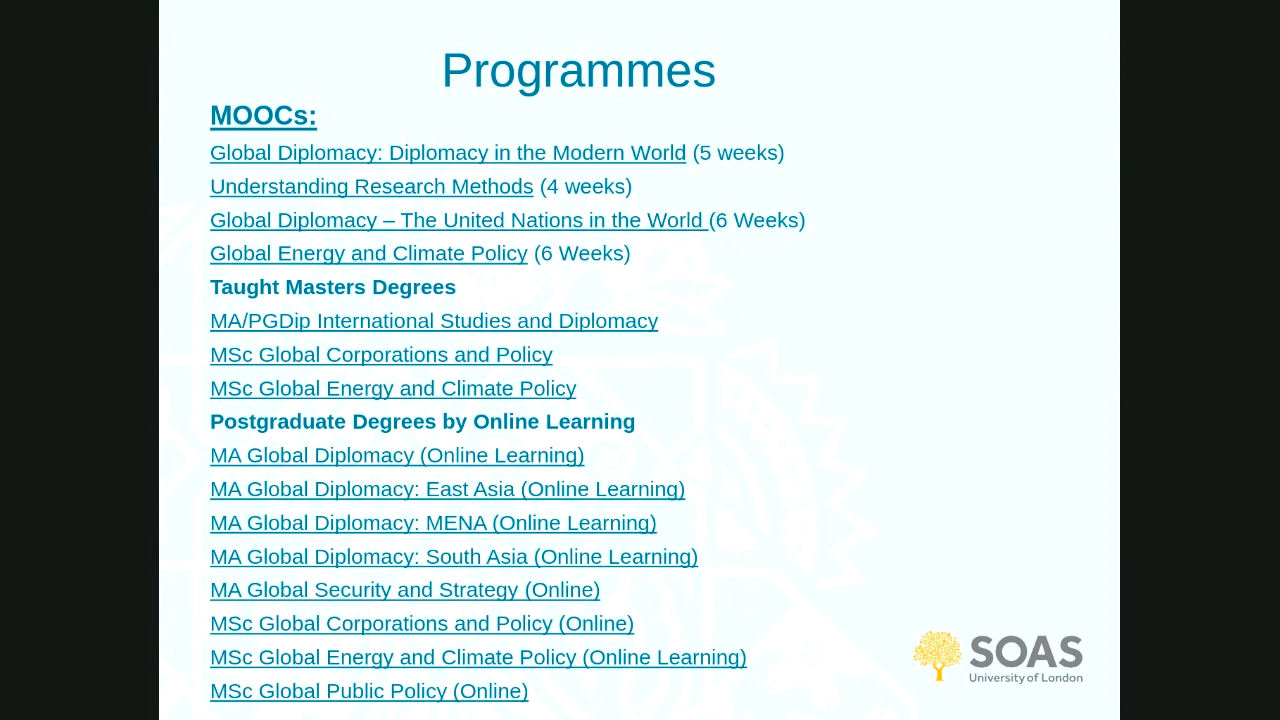 Programmes
MOOCs:
Global Diplomacy: Diplomacy in the Modern World (5 weeks)
Understanding Research Methods (4 weeks)
Global Diplomacy – The United Nations in the World (6 Weeks)
Global Energy and Climate Policy (6 Weeks)
Taught Masters Degrees
MA/PGDip International Studies and Diplomacy
MSc Global Corporations and Policy
MSc Global Energy and Climate Policy
Postgraduate Degrees by Online Learning
MA Global Diplomacy (Online Learning)
MA Global Diplomacy: East Asia (Online Learning)
MA Global Diplomacy: MENA (Online Learning)
MA Global Diplomacy: South Asia (Online Learning)
MA Global Security and Strategy (Online)
MSc Global Corporations and Policy (Online)
MSc Global Energy and Climate Policy (Online Learning)
MSc Global Public Policy (Online)
SOAS
University of London